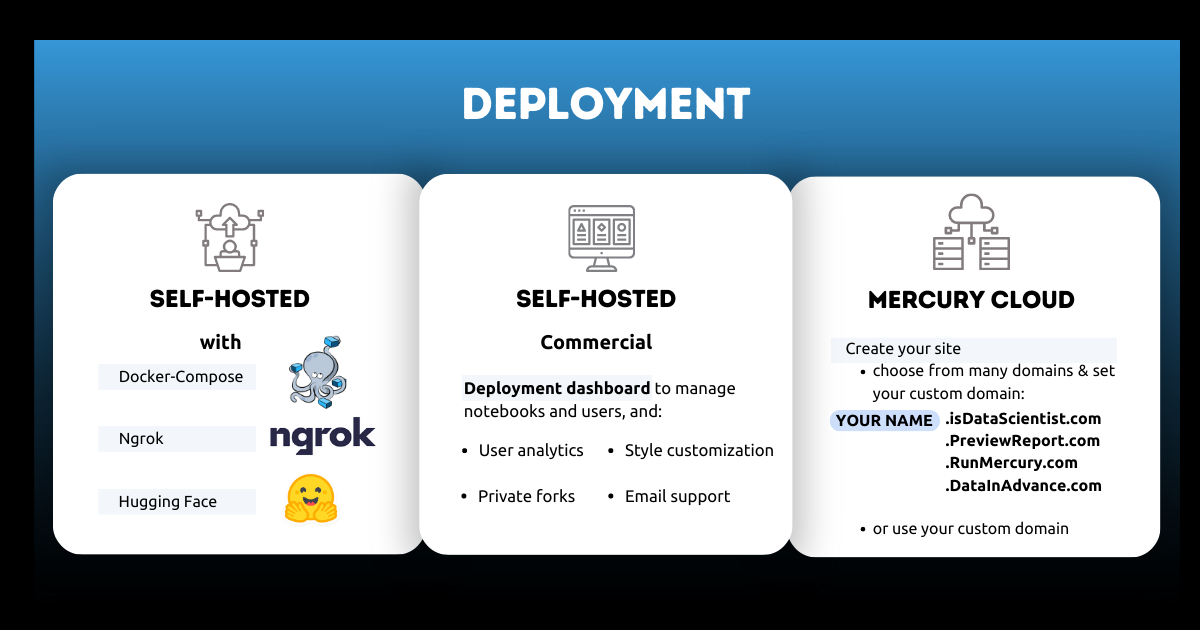 DEPLOYMENT
SELF-HOSTED
with
Docker-Compose
Ngrok
ngrok
Hugging Face
SELF-HOSTED
Commercial
Deployment dashboard to manage
notebooks and users, and:
• User analytics
• Style customization
• Private forks
• Email support
MERCURY CLOUD
Create your site
• choose from many domains & set
your custom domain:
YOUR NAME .isDataScientist.com
.PreviewReport.com
.RunMercury.com
.DataInAdvance.com
• or use your custom domain